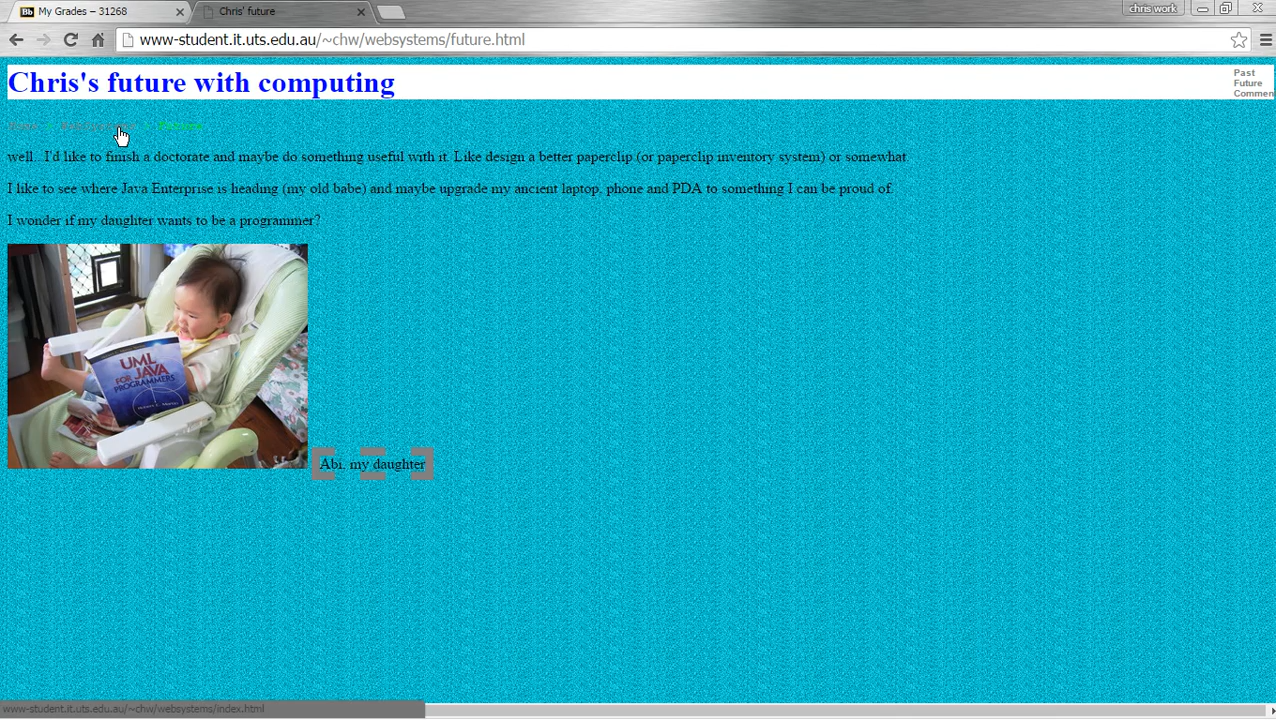 My Grades – 31268
Chris' future
chris work
www-student.it.uts.edu.au/~chw/websystems/future.html
Chris's future with computing
Past
Future
Commen
Home >
well...I'd like to finish a doctorate and maybe do something useful with it. Like design a better paperclip (or paperclip inventory system) or somewhat.
I like to see where Java Enterprise is heading (my old babe) and maybe upgrade my ancient laptop, phone and PDA to something I can be proud of.
I wonder if my daughter wants to be a programmer?
UML
FOR JAVA
PROGRAMMERS
Abi, my daughter
www-student.it.uts.edu.au/~chw/websystems/index.html